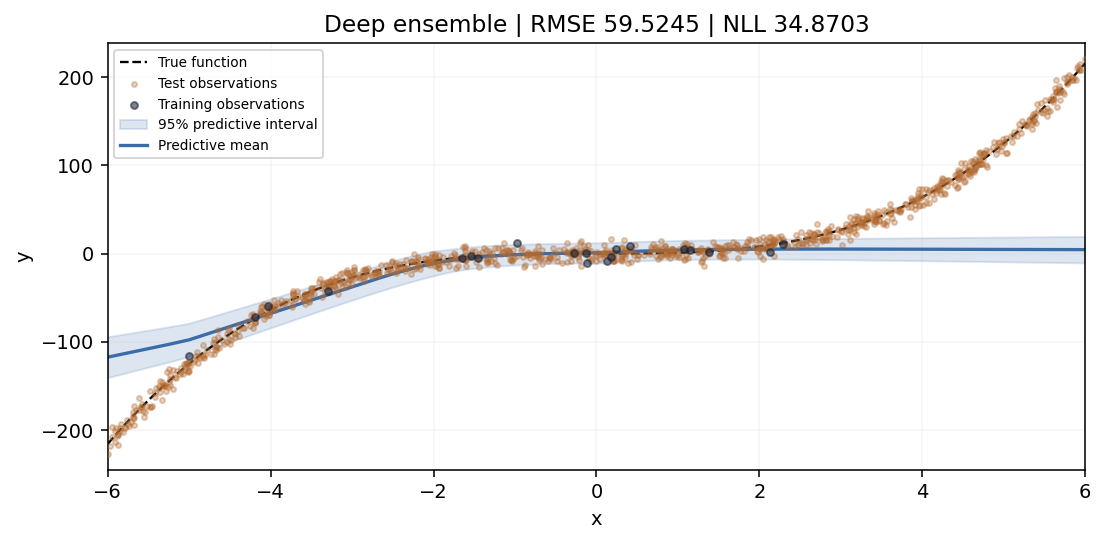 Deep ensemble | RMSE 59.5245 | NLL 34.8703
True function
Test observations
Training observations
95% predictive interval
Predictive mean
200
100
0
−100
−200
y
−6
−4
−2
0
2
4
6
x